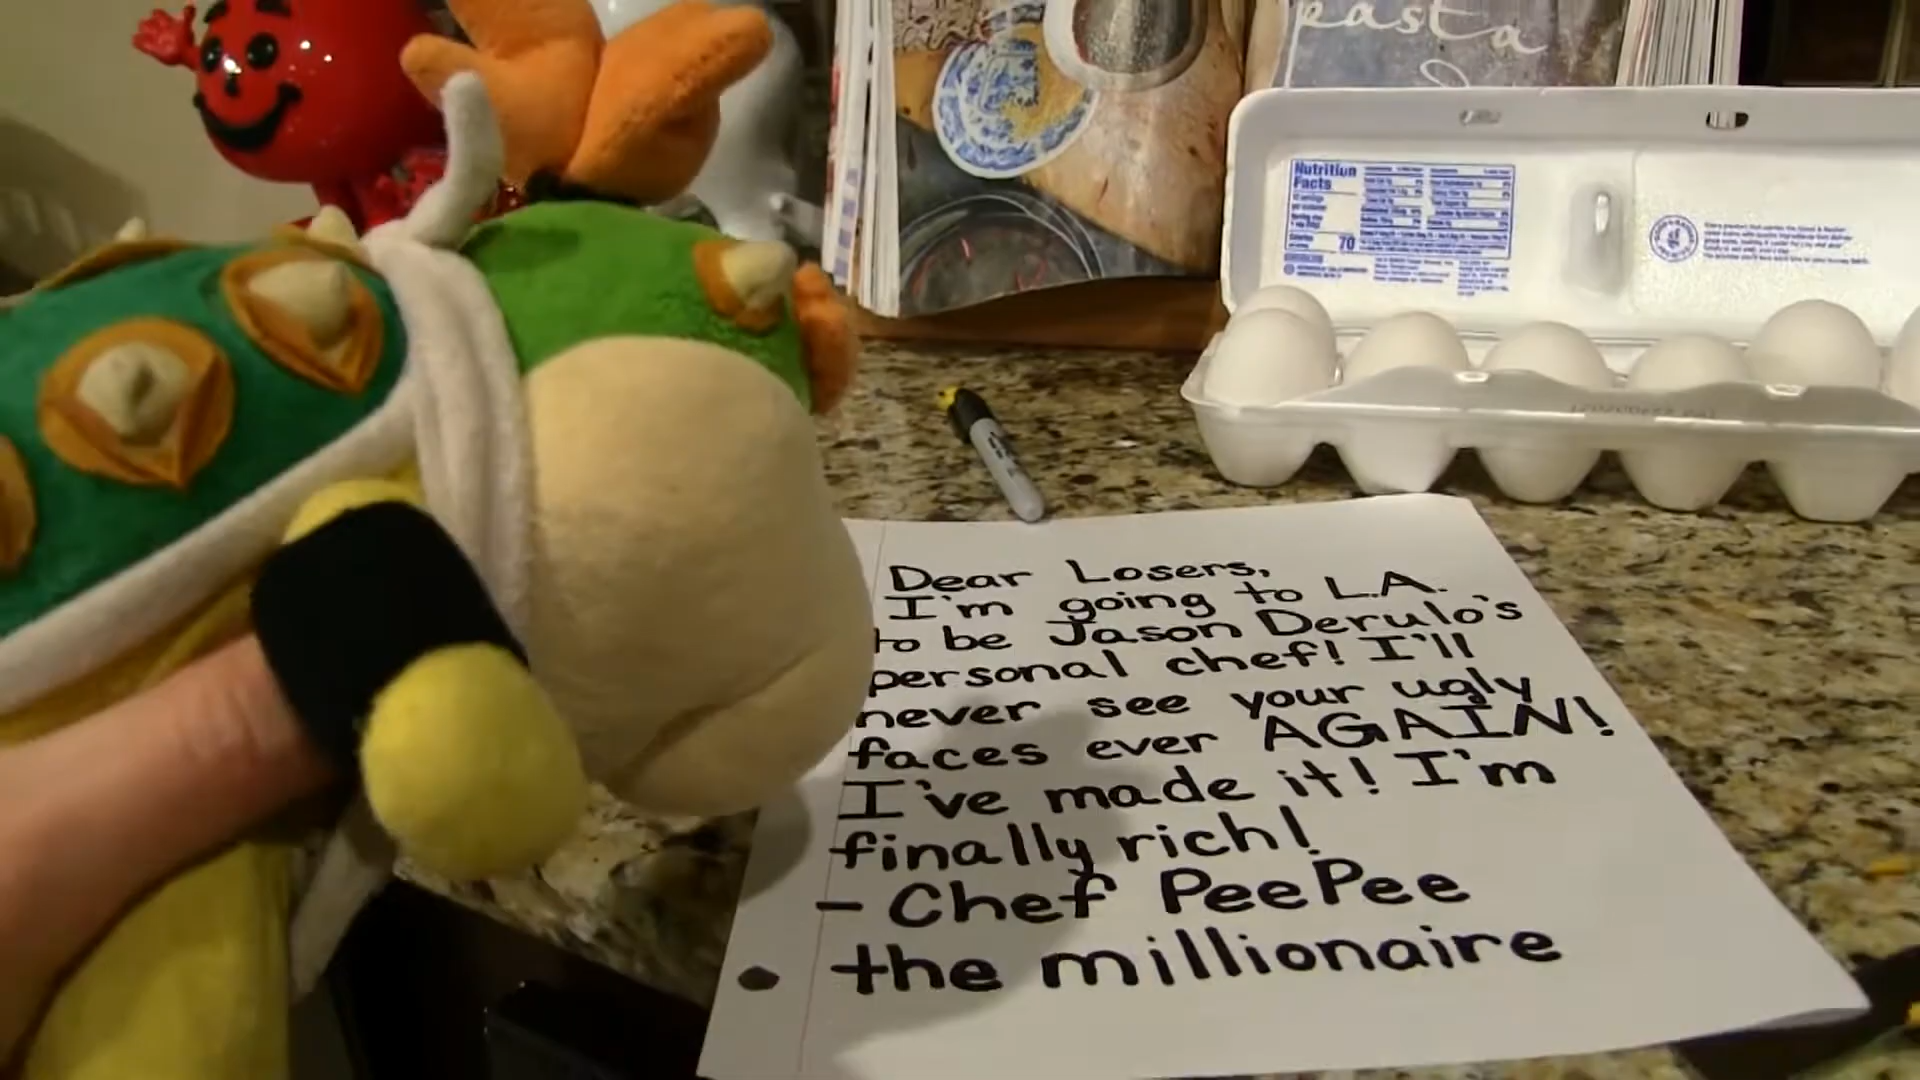 pasta
Nutrition
Facts
70
Dear Losers,
I'm going to L.A.
to be Jason Derulo's
personal chef! I'll
never see your ugly
faces ever AGAIN!
I've made it! I'm
finally rich!
- Chef PeePee
the millionaire